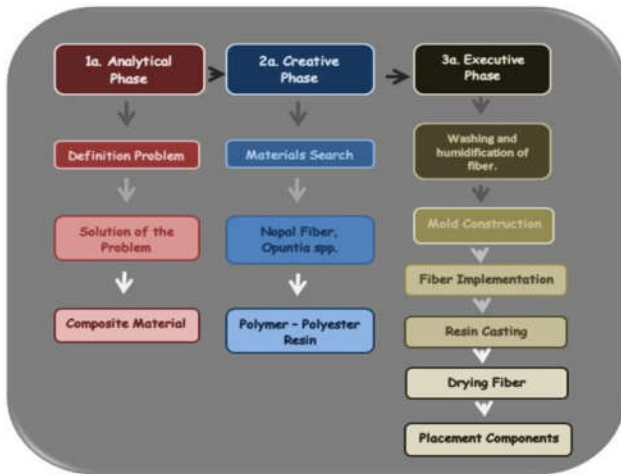 1a. Analytical
Phase
Definition Problem
Solution of the
Problem
Composite Material
2a. Creative
Phase
Materials Search
Nopal Fiber,
Opuntia spp.
Polymer – Polyester
Resin
3a. Executive
Phase
Washing and
humidification of
fiber.
Mold Construction
Fiber Implementation
Resin Casting
Drying Fiber
Placement Components